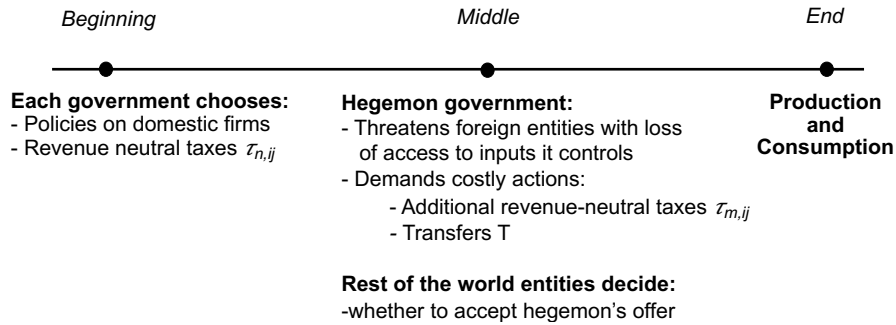 Beginning
Middle
End
Each government chooses:
- Policies on domestic firms
- Revenue neutral taxes τn,ij
Hegemon government:
- Threatens foreign entities with loss
of access to inputs it controls
- Demands costly actions:
- Additional revenue-neutral taxes τm,ij
- Transfers T
Rest of the world entities decide:
-whether to accept hegemon's offer
Production
and
Consumption